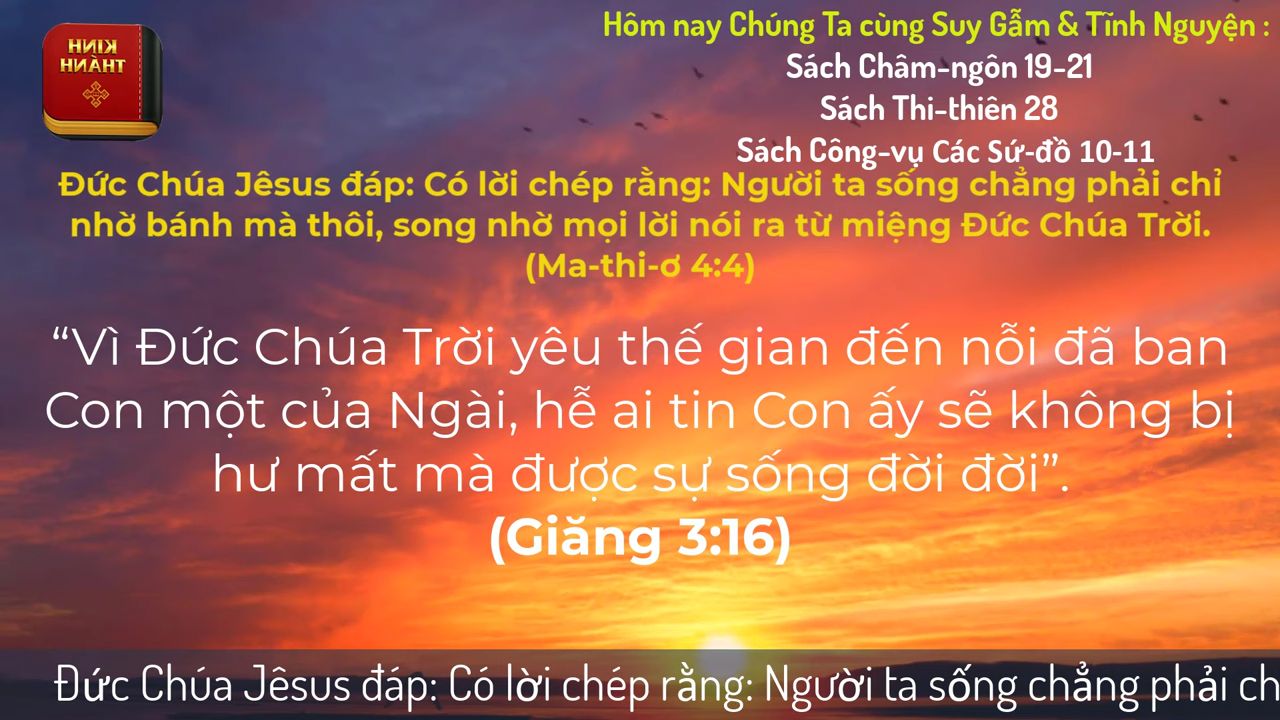 KINH
THÁNH
Hôm nay Chúng Ta cùng Suy Gẫm & Tĩnh Nguyện :
Sách Châm-ngôn 19-21
Sách Thi-thiên 28
Sách Công-vụ Các Sứ-đồ 10-11
Đức Chúa Jêsus đáp: Có lời chép rằng: Người ta sống chẳng phải chỉ
nhờ bánh mà thôi, song nhờ mọi lời nói ra từ miệng Đức Chúa Trời.
(Ma-thi-ơ 4:4)
“Vì Đức Chúa Trời yêu thế gian đến nỗi đã ban
Con một của Ngài, hễ ai tin Con ấy sẽ không bị
hư mất mà được sự sống đời đời”.
(Giăng 3:16)
Đức Chúa Jêsus đáp: Có lời chép rằng: Người ta sống chẳng phải ch